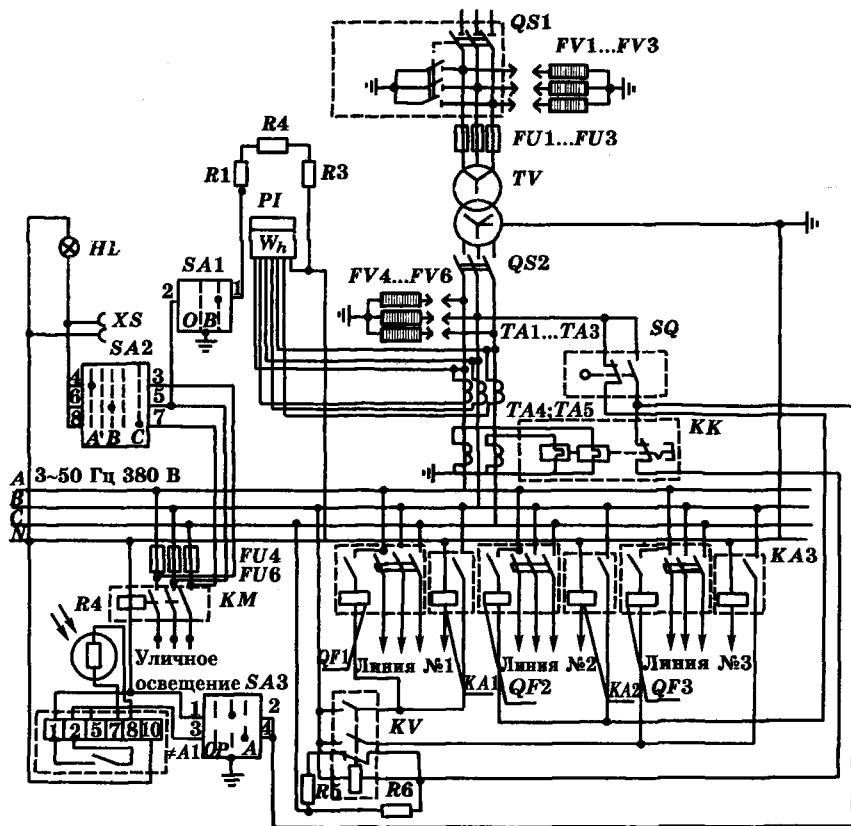 QS1
FV1...FV3
R4
FU1...FU3
R1
R3
TV
PI
Wh
HL
SA1
QS2
2
1
O B
FV4...FV6
XS
TA1...TA3
SQ
SA2
4
3
6
5
8
7
A B C
TA4;TA5
KK
A 3~50 Гц 380 В
B
C
N
FU4
FU6
KA3
R4
KM
Уличное
освещение
SA3
QF1
Линия №1
KA1
Линия №2
QF2
KA2
Линия №3
QF3
1
2
3
4
KV
1 2 5 7 8 10
≠A1
OP A
R5
R6